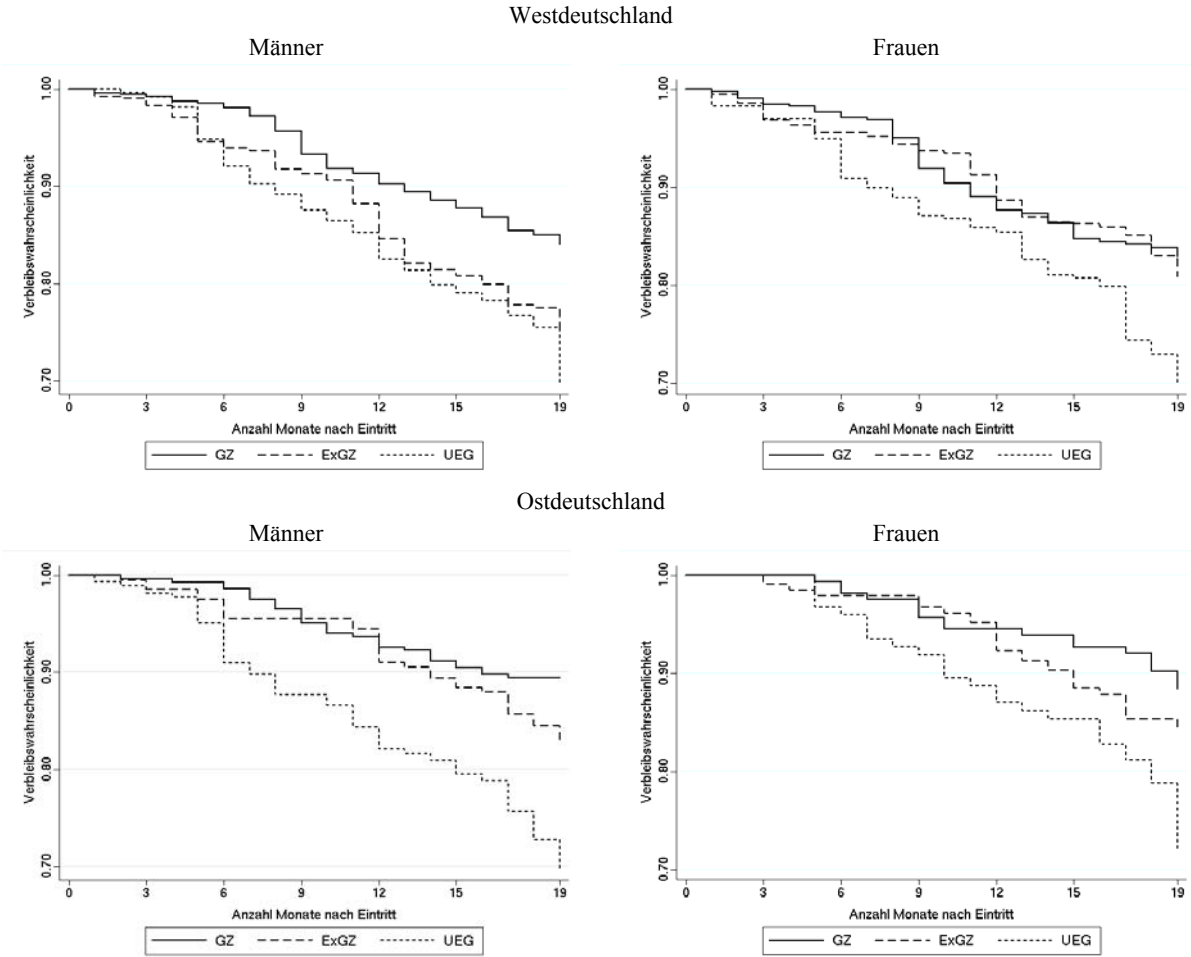 Westdeutschland
Männer
Frauen
Verbleibswahrscheinlichkeit
1.00
0.90
0.80
0.70
0 3 6 9 12 15 19
Anzahl Monate nach Eintritt
GZ ExGZ UEG
Verbleibswahrscheinlichkeit
1.00
0.90
0.80
0.70
0 3 6 9 12 15 19
Anzahl Monate nach Eintritt
GZ ExGZ UEG
Ostdeutschland
Männer
Frauen
Verbleibswahrscheinlichkeit
1.00
0.90
0.80
0.70
0 3 6 9 12 15 19
Anzahl Monate nach Eintritt
GZ ExGZ UEG
Verbleibswahrscheinlichkeit
1.00
0.90
0.80
0.70
0 3 6 9 12 15 19
Anzahl Monate nach Eintritt
GZ ExGZ UEG